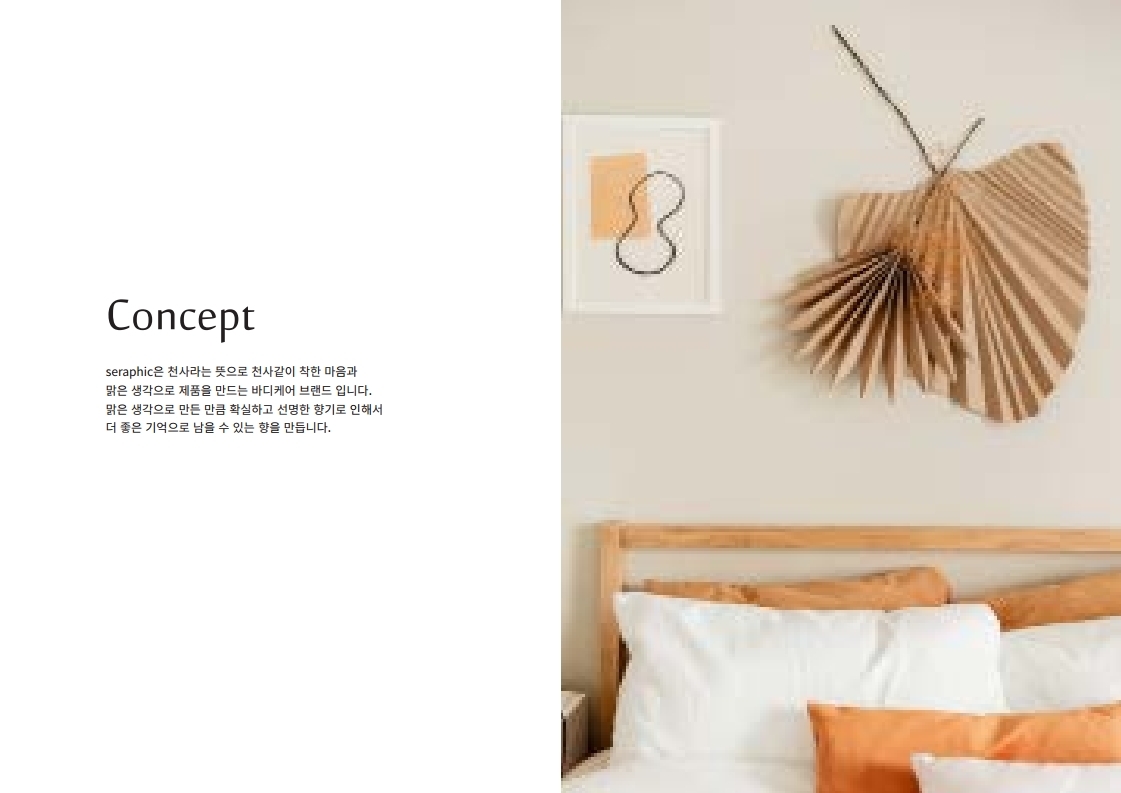 Concept
seraphic은 천사라는 뜻으로 천사같이 착한 마음과
맑은 생각으로 제품을 만드는 바디케어 브랜드 입니다.
맑은 생각으로 만든 만큼 확실하고 선명한 향기로 인해서
더 좋은 기억으로 남을 수 있는 향을 만듭니다.